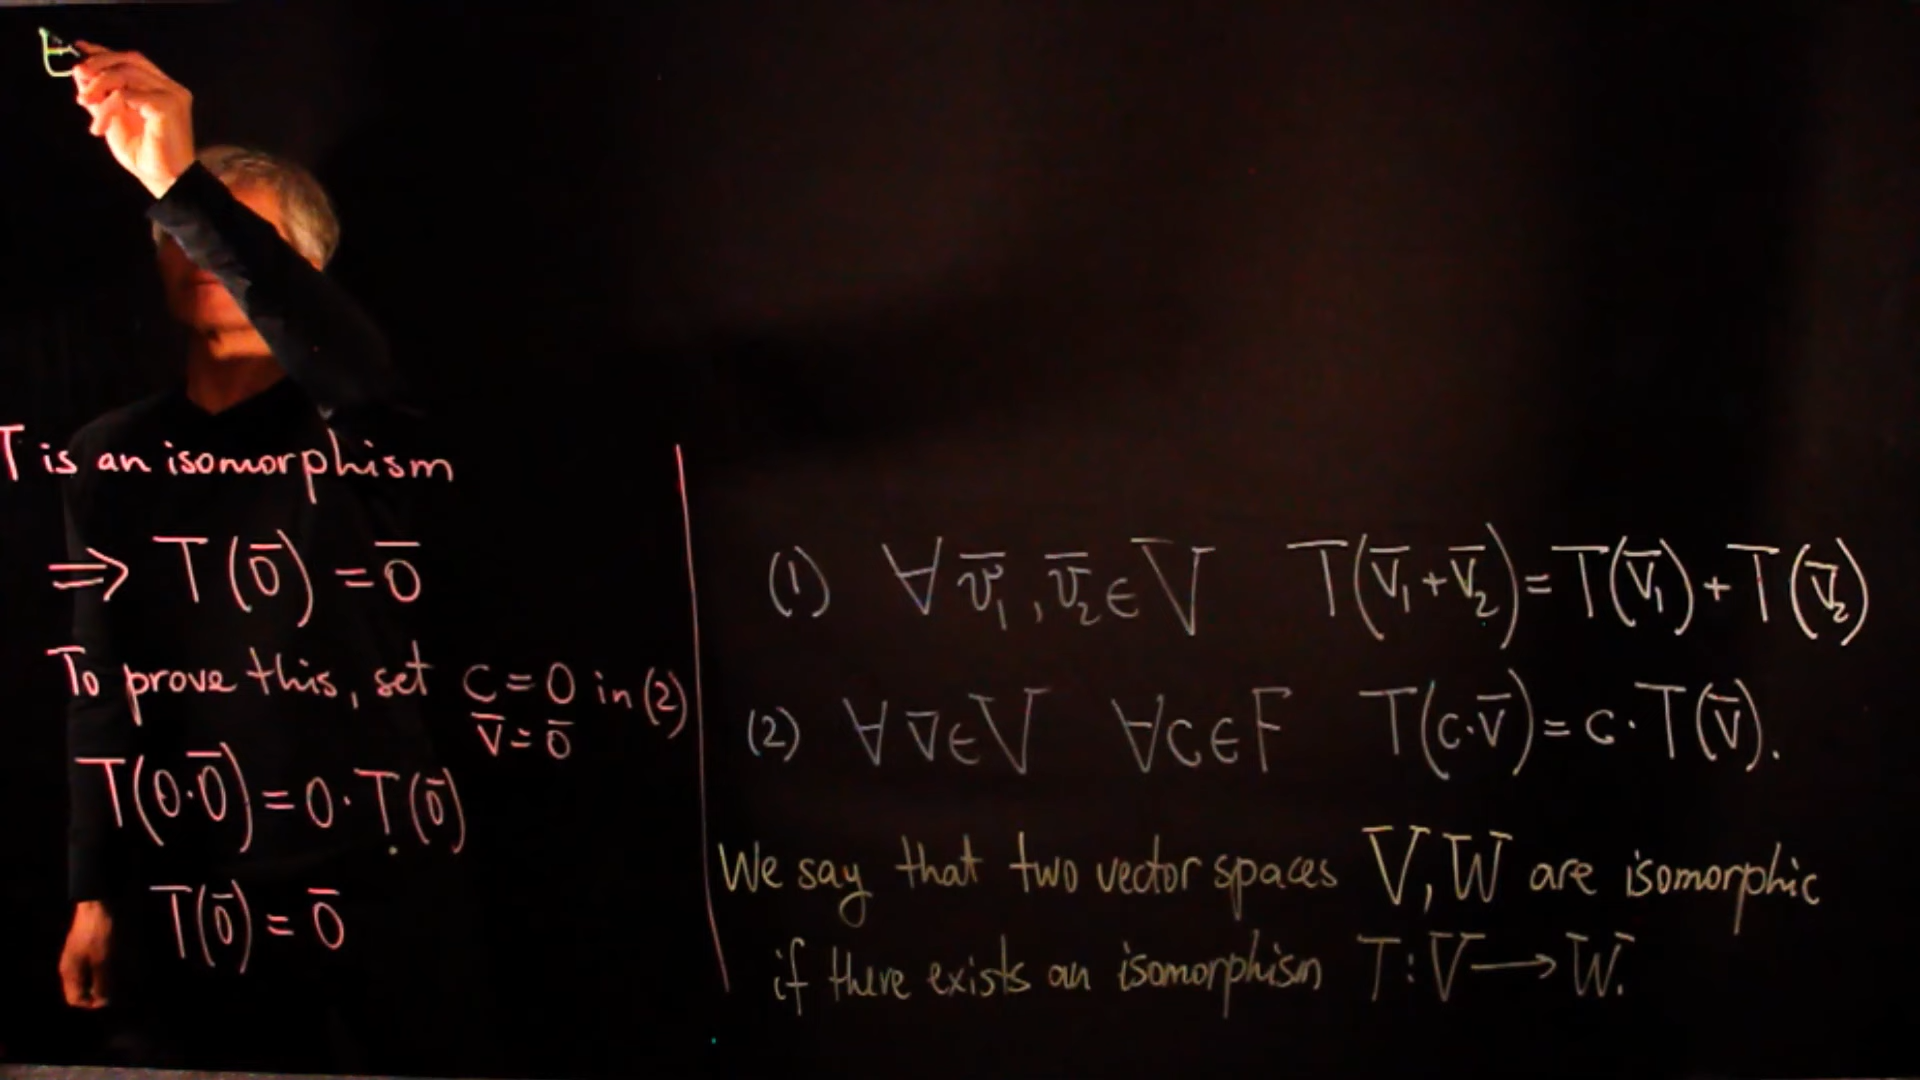 E
T is an isomorphism
⇒ T(0̄) = 0̄
To prove this, set c = 0 in (2)
v̄ = 0̄
T(0·0̄) = 0·T(0̄)
T(0̄) = 0̄
(1) ∀ v̄₁, v̄₂ ∈ V T(v̄₁+v̄₂) = T(v̄₁) + T(v̄₂)
(2) ∀ v̄ ∈ V ∀ c ∈ F T(c·v̄) = c·T(v̄).
We say that two vector spaces V, W are isomorphic
if there exists an isomorphism T : V → W.